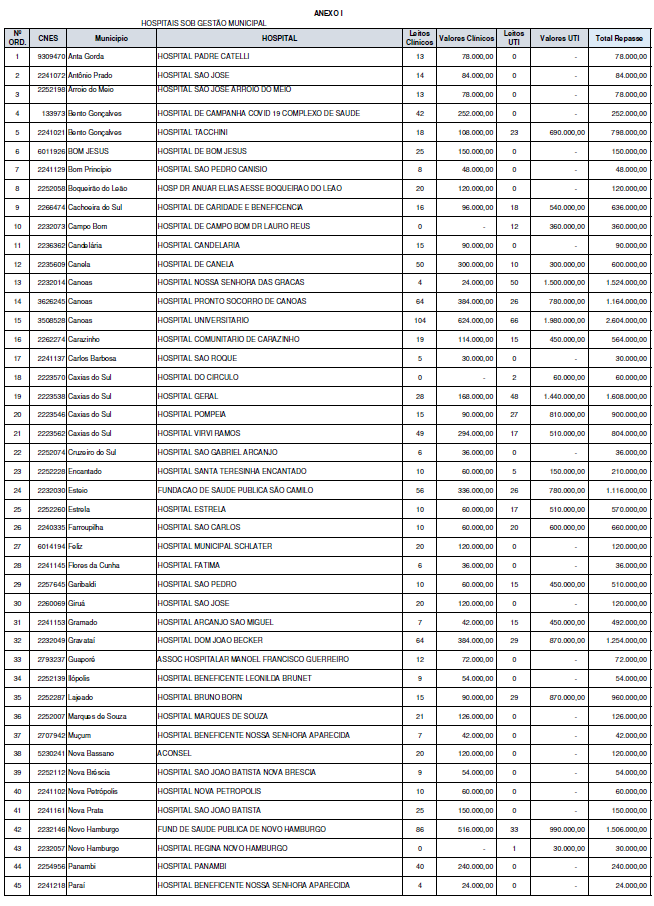 ANEXO I
HOSPITAIS SOB GESTÃO MUNICIPAL
Nº ORD. CNES Município HOSPITAL Leitos Clínicos Valores Clínicos Leitos UTI Valores UTI Total Repasse
1 9309470 Anta Gorda HOSPITAL PADRE CATELLI 13 78.000,00 0 - 78.000,00
2 2241072 Antônio Prado HOSPITAL SAO JOSE 14 84.000,00 0 - 84.000,00
3 2252198 Arroio do Meio HOSPITAL SAO JOSE ARROIO DO MEIO 13 78.000,00 0 - 78.000,00
4 133973 Bento Gonçalves HOSPITAL DE CAMPANHA COVID 19 COMPLEXO DE SAUDE 42 252.000,00 0 - 252.000,00
5 2241021 Bento Gonçalves HOSPITAL TACCHINI 18 108.000,00 23 690.000,00 798.000,00
6 6011926 BOM JESUS HOSPITAL DE BOM JESUS 25 150.000,00 0 - 150.000,00
7 2241129 Bom Princípio HOSPITAL SAO PEDRO CANISIO 8 48.000,00 0 - 48.000,00
8 2252058 Boqueirão do Leão HOSP DR ANUAR ELIAS AESSE BOQUEIRAO DO LEAO 20 120.000,00 0 - 120.000,00
9 2266474 Cachoeira do Sul HOSPITAL DE CARIDADE E BENEFICÊNCIA 16 96.000,00 18 540.000,00 636.000,00
10 2232073 Campo Bom HOSPITAL DE CAMPO BOM DR LAURO REUS 0 - 12 360.000,00 360.000,00
11 2236362 Candelária HOSPITAL CANDELARIA 15 90.000,00 0 - 90.000,00
12 2235609 Canela HOSPITAL DE CANELA 50 300.000,00 10 300.000,00 600.000,00
13 2232014 Canoas HOSPITAL NOSSA SENHORA DAS GRACAS 4 24.000,00 50 1.500.000,00 1.524.000,00
14 3626245 Canoas HOSPITAL PRONTO SOCORRO DE CANOAS 64 384.000,00 26 780.000,00 1.164.000,00
15 3508528 Canoas HOSPITAL UNIVERSITARIO 104 624.000,00 66 1.980.000,00 2.604.000,00
16 2262274 Carazinho HOSPITAL COMUNITARIO DE CARAZINHO 19 114.000,00 15 450.000,00 564.000,00
17 2241137 Carlos Barbosa HOSPITAL SAO ROQUE 5 30.000,00 0 - 30.000,00
18 2223570 Caxias do Sul HOSPITAL DO CIRCULO 0 - 2 60.000,00 60.000,00
19 2223538 Caxias do Sul HOSPITAL GERAL 28 168.000,00 48 1.440.000,00 1.608.000,00
20 2223546 Caxias do Sul HOSPITAL POMPEIA 15 90.000,00 27 810.000,00 900.000,00
21 2223562 Caxias do Sul HOSPITAL VIRVI RAMOS 49 294.000,00 17 510.000,00 804.000,00
22 2252074 Cruzeiro do Sul HOSPITAL SAO GABRIEL ARCANJO 6 36.000,00 0 - 36.000,00
23 2252228 Encantado HOSPITAL SANTA TERESINHA ENCANTADO 10 60.000,00 5 150.000,00 210.000,00
24 2232030 Esteio FUNDACAO DE SAUDE PUBLICA SÃO CAMILO 56 336.000,00 26 780.000,00 1.116.000,00
25 2252260 Estrela HOSPITAL ESTRELA 10 60.000,00 17 510.000,00 570.000,00
26 2240335 Farroupilha HOSPITAL SAO CARLOS 10 60.000,00 20 600.000,00 660.000,00
27 6014194 Feliz HOSPITAL MUNICIPAL SCHLATER 20 120.000,00 0 - 120.000,00
28 2241145 Flores da Cunha HOSPITAL FATIMA 6 36.000,00 0 - 36.000,00
29 2257645 Garibaldi HOSPITAL SAO PEDRO 10 60.000,00 15 450.000,00 510.000,00
30 2260069 Giruá HOSPITAL SAO JOSE 20 120.000,00 0 - 120.000,00
31 2241153 Gramado HOSPITAL ARCANJO SAO MIGUEL 7 42.000,00 15 450.000,00 492.000,00
32 2232049 Gravataí HOSPITAL DOM JOAO BECKER 64 384.000,00 29 870.000,00 1.254.000,00
33 2793237 Guaporé ASSOC HOSPITALAR MANOEL FRANCISCO GUERREIRO 12 72.000,00 0 - 72.000,00
34 2252139 Ilópolis HOSPITAL BENEFICENTE LEONILDA BRUNET 9 54.000,00 0 - 54.000,00
35 2252287 Lajeado HOSPITAL BRUNO BORN 15 90.000,00 29 870.000,00 960.000,00
36 2252007 Marques de Souza HOSPITAL MARQUES DE SOUZA 21 126.000,00 0 - 126.000,00
37 2707942 Muçum HOSPITAL BENEFICENTE NOSSA SENHORA APARECIDA 7 42.000,00 0 - 42.000,00
38 5230241 Nova Bassano ACONSEL 20 120.000,00 0 - 120.000,00
39 2252112 Nova Bréscia HOSPITAL SAO JOAO BATISTA NOVA BRESCIA 9 54.000,00 0 - 54.000,00
40 2241102 Nova Petrópolis HOSPITAL NOVA PETROPOLIS 10 60.000,00 0 - 60.000,00
41 2241161 Nova Prata HOSPITAL SAO JOAO BATISTA 25 150.000,00 0 - 150.000,00
42 2232146 Novo Hamburgo FUND DE SAUDE PUBLICA DE NOVO HAMBURGO 86 516.000,00 33 990.000,00 1.506.000,00
43 2232057 Novo Hamburgo HOSPITAL REGINA NOVO HAMBURGO 0 - 1 30.000,00 30.000,00
44 2254956 Panambi HOSPITAL PANAMBI 40 240.000,00 0 - 240.000,00
45 2241218 Paraí HOSPITAL BENEFICENTE NOSSA SENHORA APARECIDA 4 24.000,00 0 - 24.000,00